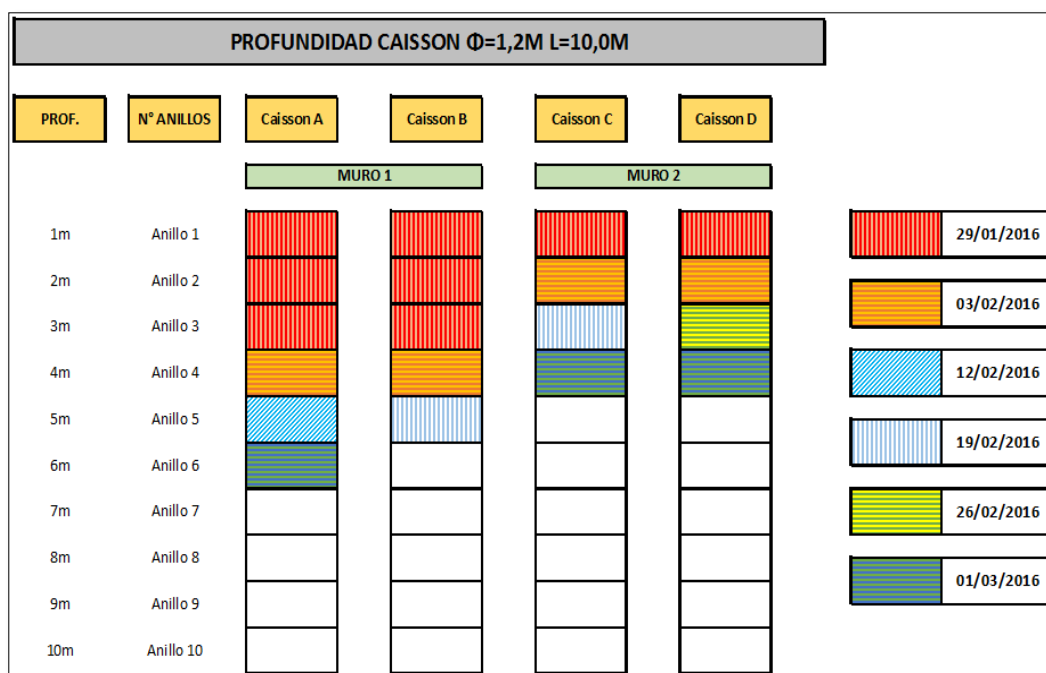 PROFUNDIDAD CAISSON Φ=1,2M L=10,0M
PROF. N° ANILLOS Caisson A Caisson B Caisson C Caisson D
MURO 1 MURO 2
1m Anillo 1 29/01/2016
2m Anillo 2
03/02/2016
3m Anillo 3
4m Anillo 4 12/02/2016
5m Anillo 5
19/02/2016
6m Anillo 6
7m Anillo 7 26/02/2016
8m Anillo 8
01/03/2016
9m Anillo 9
10m Anillo 10